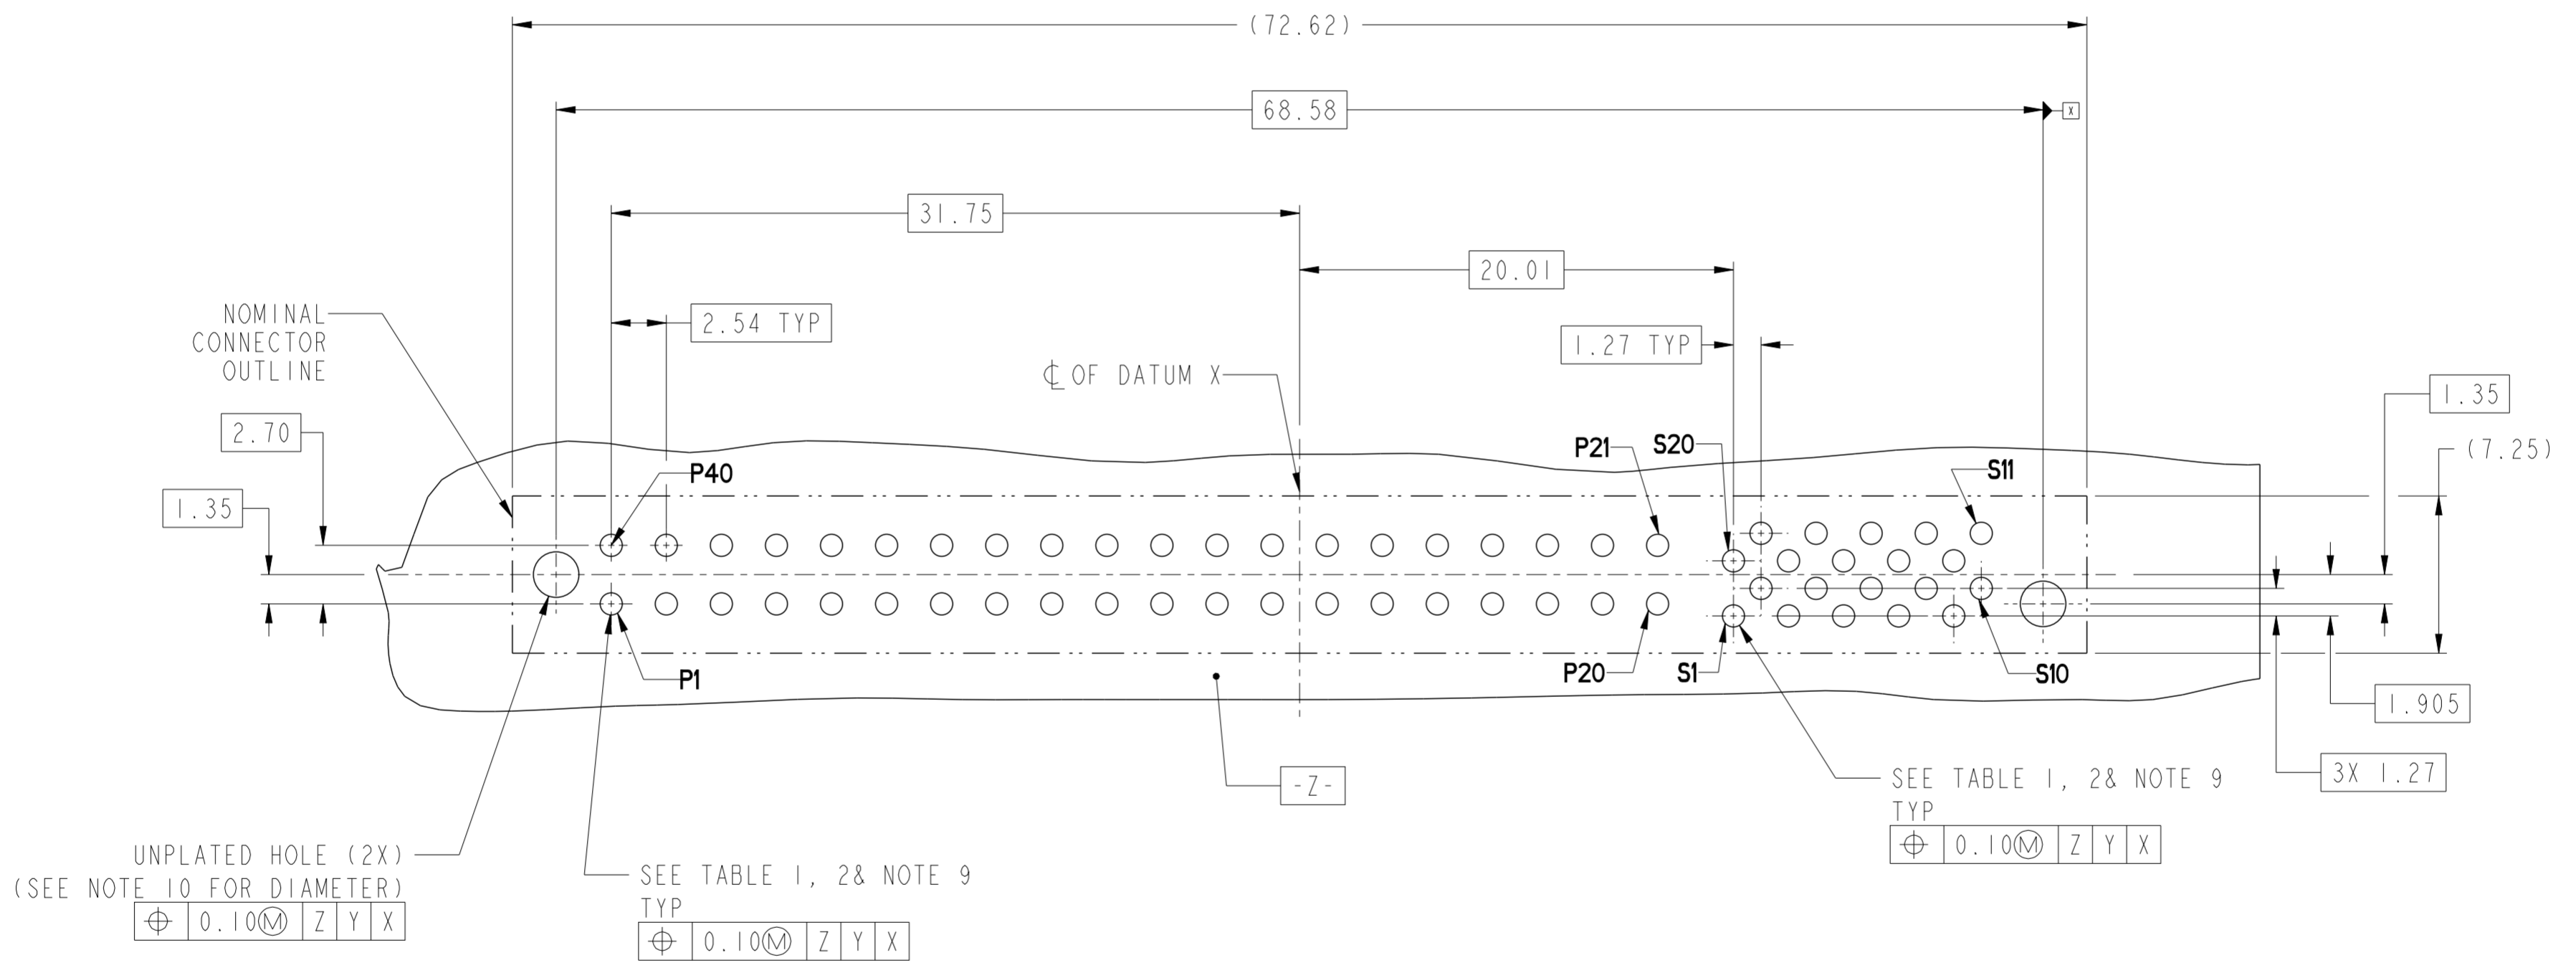 (72.62)
68.58
X
31.75
20.01
2.54 TYP
1.27 TYP
NOMINAL
CONNECTOR
OUTLINE
℄ OF DATUM X
1.35
2.70
(7.25)
P21
S20
P40
S11
1.35
P1
P20
S1
S10
1.905
-Z-
3X 1.27
SEE TABLE 1, 2& NOTE 9
TYP
⌖ 0.10Ⓜ Z Y X
UNPLATED HOLE (2X)
(SEE NOTE 10 FOR DIAMETER)
⌖ 0.10Ⓜ Z Y X
SEE TABLE 1, 2& NOTE 9
TYP
⌖ 0.10Ⓜ Z Y X